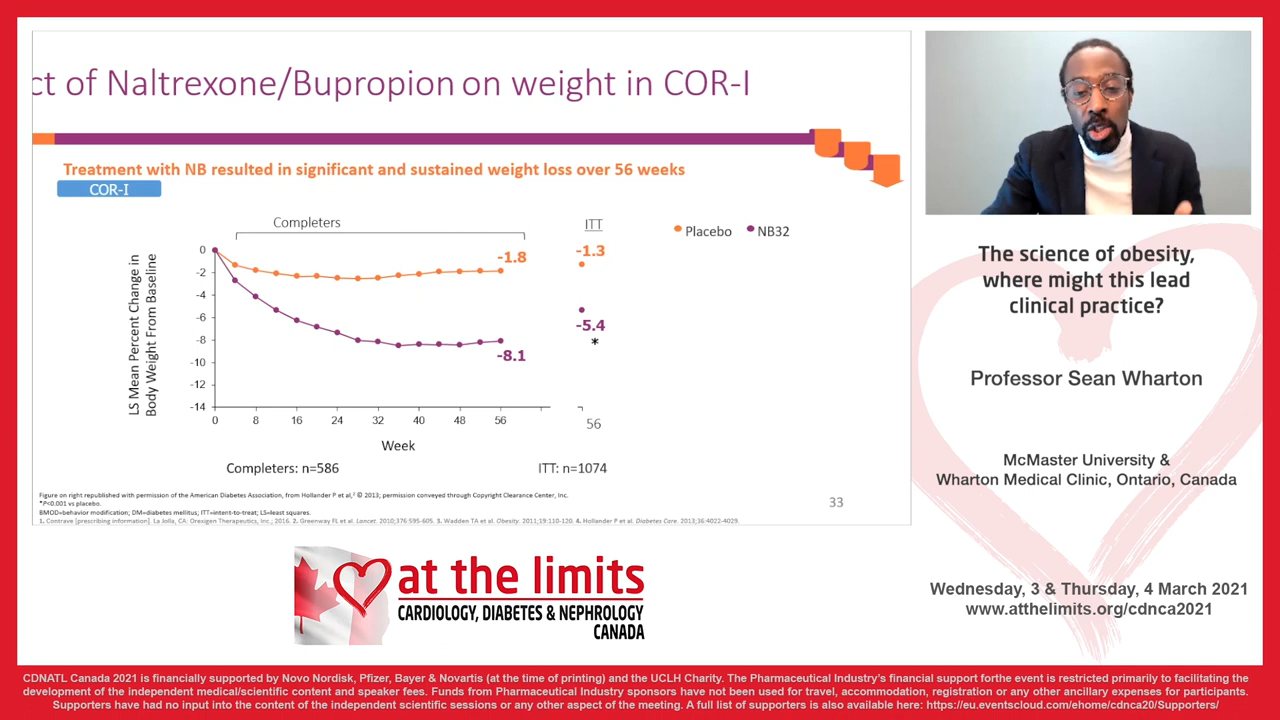 ct of Naltrexone/Bupropion on weight in COR-I
Treatment with NB resulted in significant and sustained weight loss over 56 weeks
COR-I
Completers
ITT
Placebo
NB32
LS Mean Percent Change in
Body Weight From Baseline
0
-2
-4
-6
-8
-10
-12
-14
-1.8
-8.1
-1.3
-5.4
*
0
8
16
24
32
40
48
56
56
Week
Completers: n=586
ITT: n=1074
Figure on right republished with permission of the American Diabetes Association, from Hollander P et al,² © 2013; permission conveyed through Copyright Clearance Center, Inc.
*P<0.001 vs placebo.
BMOD=behavior modification; DM=diabetes mellitus; ITT=intent-to-treat; LS=least squares.
1. Contrave [prescribing information]. La Jolla, CA: Orexigen Therapeutics, Inc.; 2016. 2. Greenway FL et al. Lancet. 2010;376:595-605. 3. Wadden TA et al. Obesity. 2011;19:110-120. 4. Hollander P et al. Diabetes Care. 2013;36:4022-4029.
33
The science of obesity,
where might this lead
clinical practice?
Professor Sean Wharton
McMaster University &
Wharton Medical Clinic, Ontario, Canada
Wednesday, 3 & Thursday, 4 March 2021
www.atthelimits.org/cdnca2021
at the limits
CARDIOLOGY, DIABETES & NEPHROLOGY
CANADA
CDNATL Canada 2021 is financially supported by Novo Nordisk, Pfizer, Bayer & Novartis (at the time of printing) and the UCLH Charity. The Pharmaceutical Industry's financial support forthe event is restricted primarily to facilitating the
development of the independent medical/scientific content and speaker fees. Funds from Pharmaceutical Industry sponsors have not been used for travel, accommodation, registration or any other ancillary expenses for participants.
Supporters have had no input into the content of the independent scientific sessions or any other aspect of the meeting. A full list of supporters is also available here: https://eu.eventscloud.com/ehome/cdnca20/Supporters/